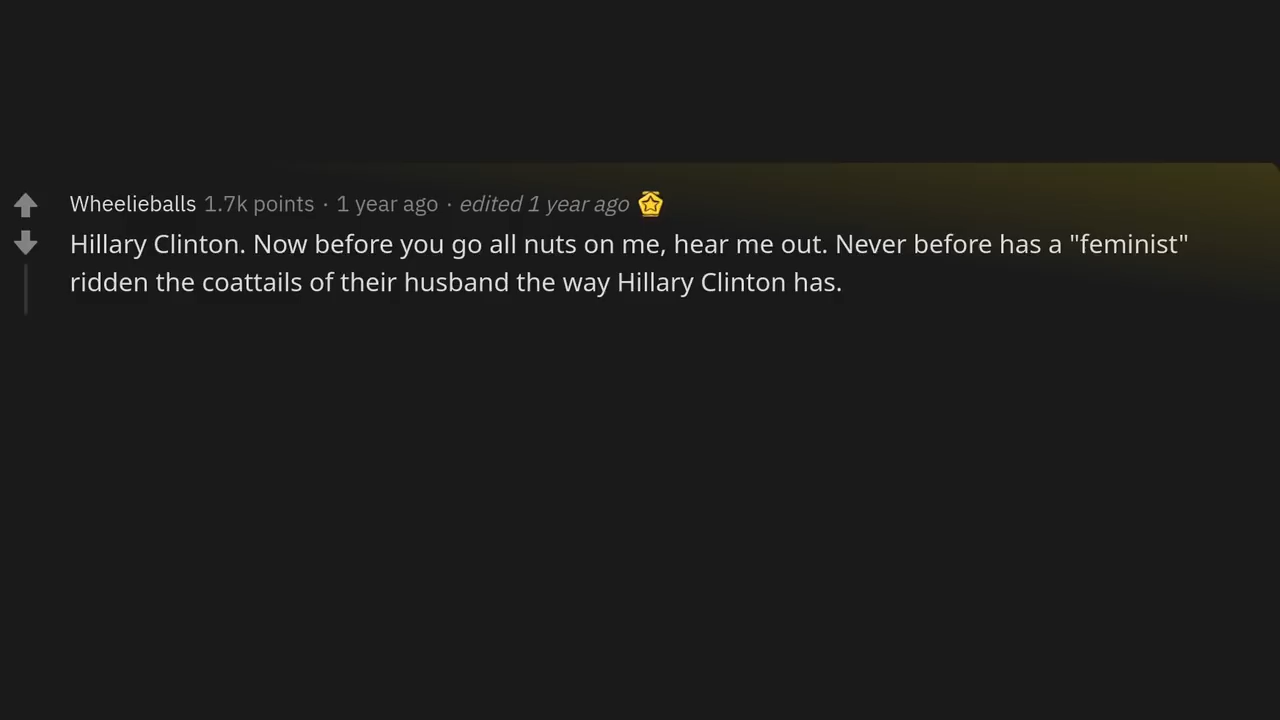 Wheelieballs 1.7k points · 1 year ago · edited 1 year ago
Hillary Clinton. Now before you go all nuts on me, hear me out. Never before has a "feminist"
ridden the coattails of their husband the way Hillary Clinton has.